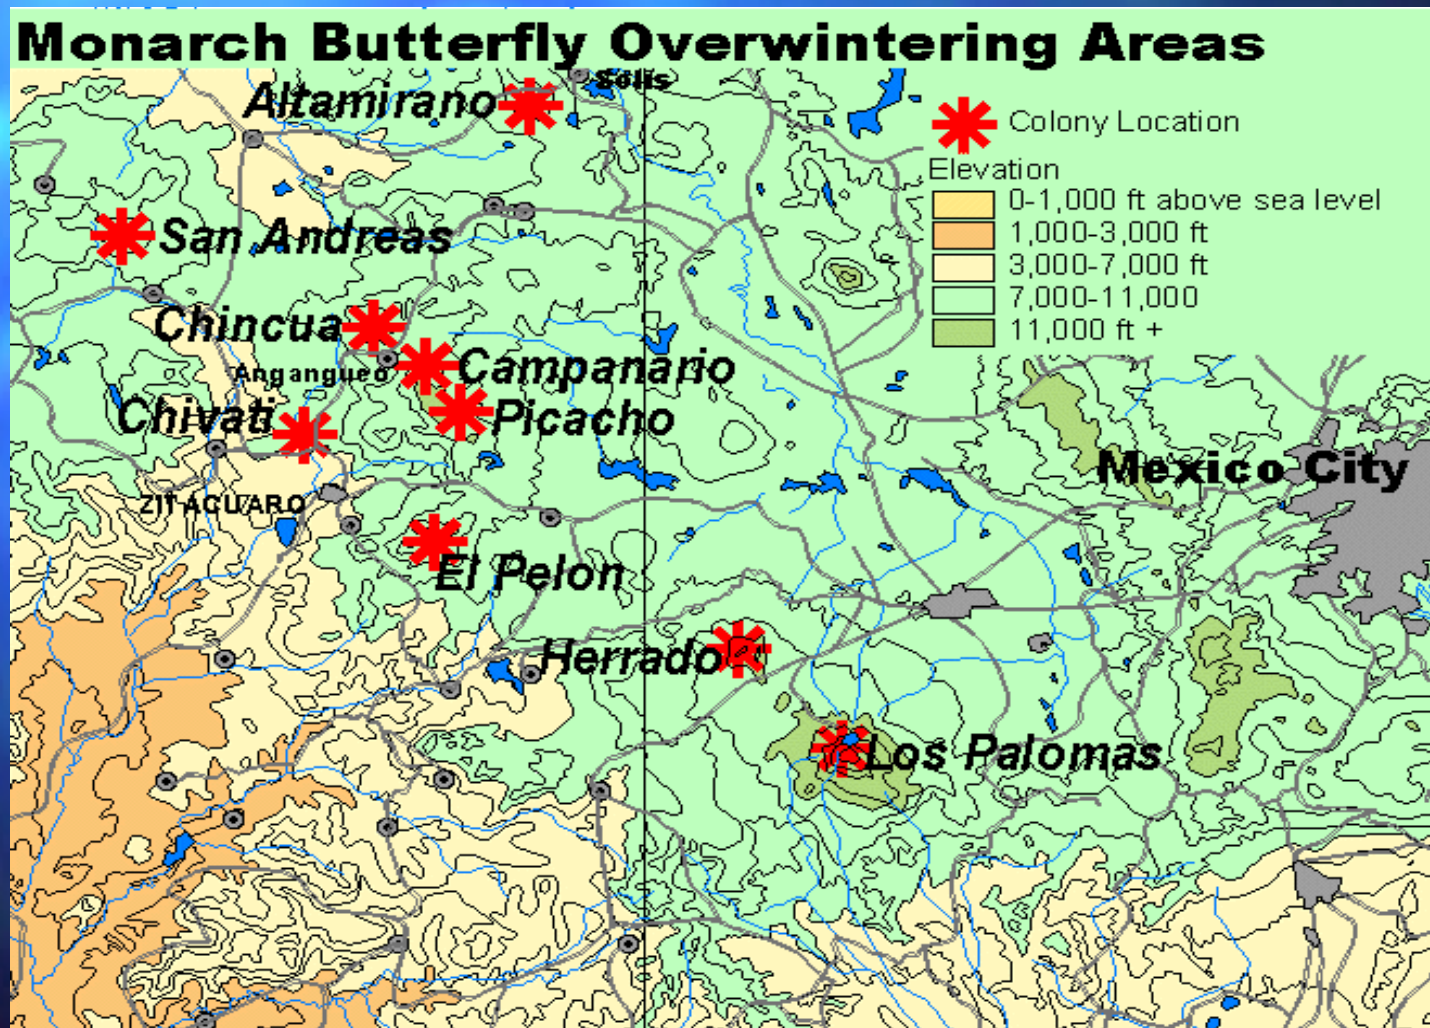 Monarch Butterfly Overwintering Areas
Solis
Altamirano
Colony Location
Elevation
0-1,000 ft above sea level
San Andreas
1,000-3,000 ft
3,000-7,000 ft
7,000-11,000
Chincua
11,000 ft +
Angangueo
Campanario
Chivati
Picacho
Mexico City
ZITACUARO
El Pelon
Herrado
Los Palomas